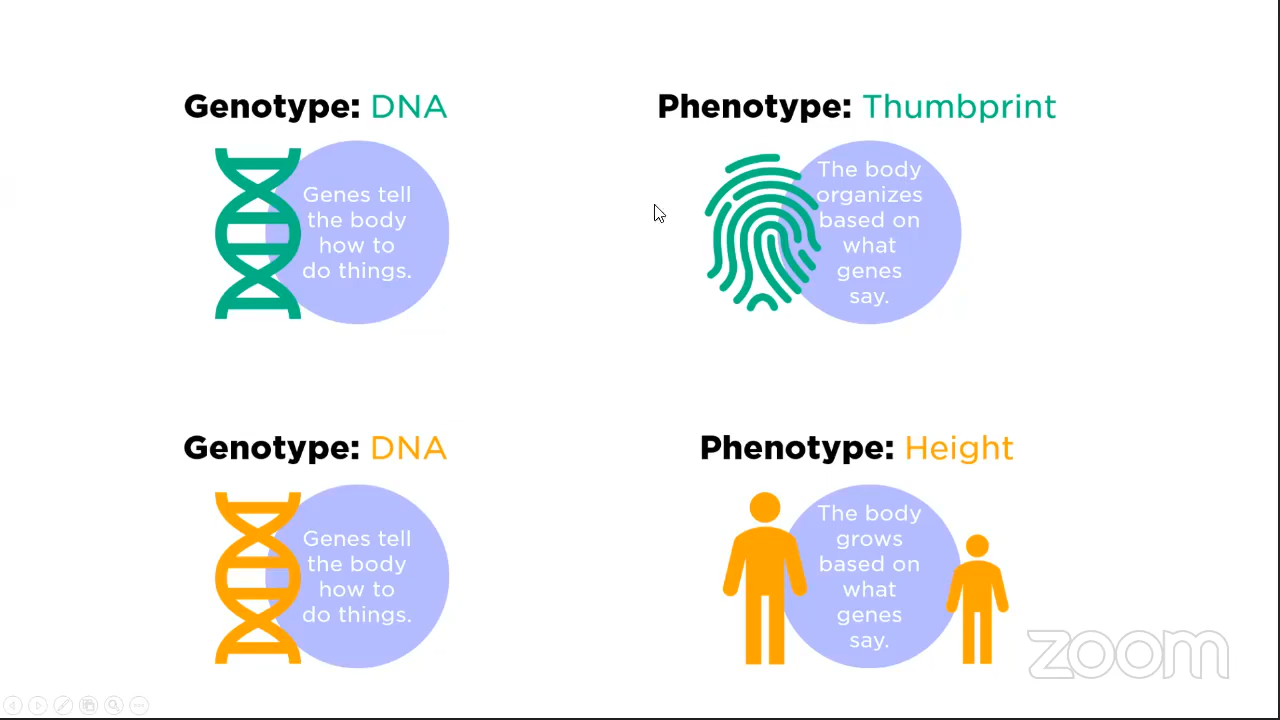 Genotype: DNA
Genes tell
the body
how to
do things.
Phenotype: Thumbprint
The body
organizes
based on
what
genes
say.
Genotype: DNA
Genes tell
the body
how to
do things.
Phenotype: Height
The body
grows
based on
what
genes
say.
zoom